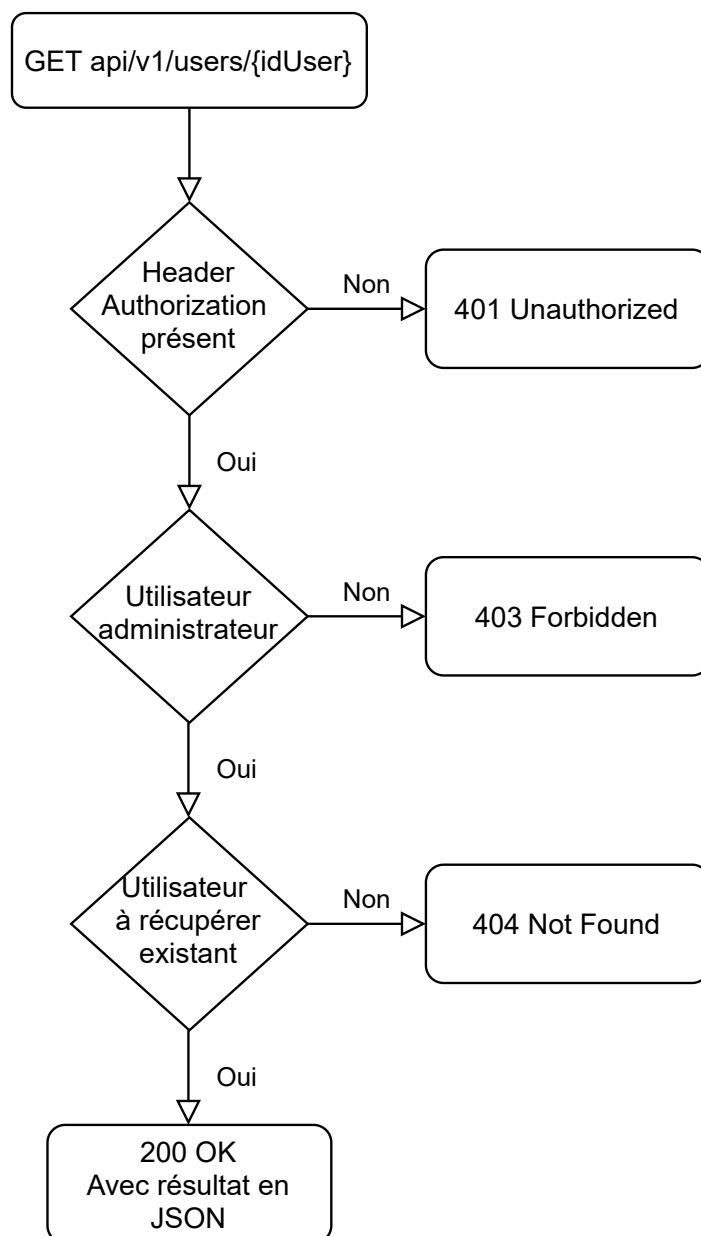 GET api/v1/users/{idUser}
Header
Authorization
présent
Non
401 Unauthorized
Oui
Utilisateur
administrateur
Non
403 Forbidden
Oui
Utilisateur
à récupérer
existant
Non
404 Not Found
Oui
200 OK
Avec résultat en
JSON